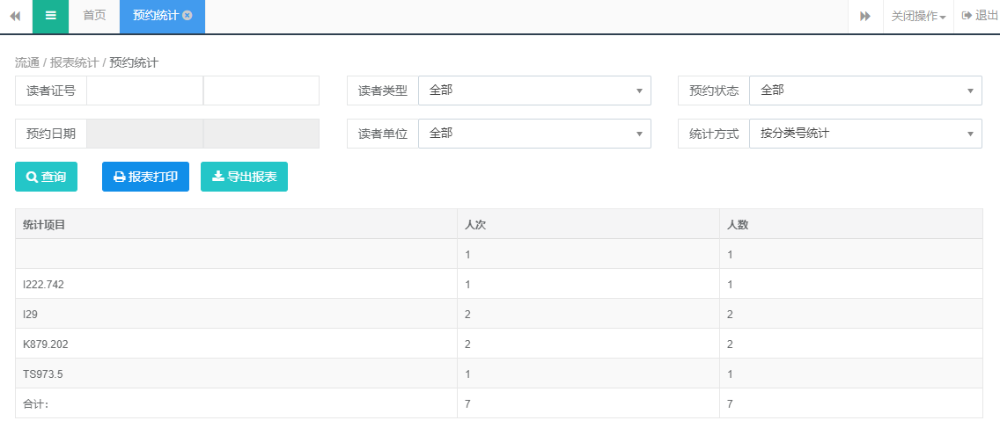 首页 预约统计 关闭操作 退出
流通 / 报表统计 / 预约统计
读者证号 读者类型 全部 预约状态 全部
预约日期 读者单位 全部 统计方式 按分类号统计
查询 报表打印 导出报表
统计项目 人次 人数
1 1
I222.742 1 1
I29 2 2
K879.202 2 2
TS973.5 1 1
合计: 7 7